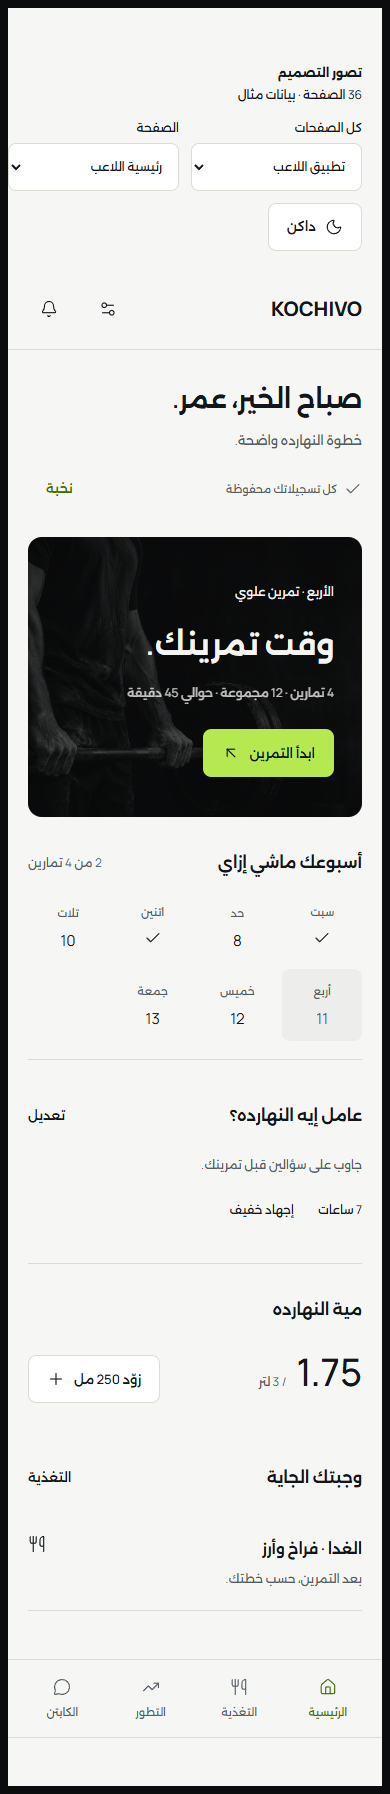 تصور التصميم
36 الصفحة · بيانات مثال
كل الصفحات
الصفحة
تطبيق اللاعب
رئيسية اللاعب
داكن
KOCHIVO
صباح الخير، عمر.
خطوة النهارده واضحة.
كل تسجيلاتك محفوظة
نخبة
الأربع · تمرين علوي
وقت تمرينك.
4 تمارين · 12 مجموعة · حوالي 45 دقيقة
ابدأ التمرين
أسبوعك ماشي إزاي
2 من 4 تمارين
سبت
حد
اتنين
تلات
8
10
أربع
خميس
جمعة
11
12
13
عامل إيه النهارده؟
تعديل
جاوب على سؤالين قبل تمرينك.
7 ساعات
إجهاد خفيف
مية النهارده
1.75
/ 3 لتر
زوّد 250 مل
وجبتك الجاية
التغذية
الغدا · فراخ وأرز
بعد التمرين، حسب خطتك.
الرئيسية
التغذية
التطور
الكابتن